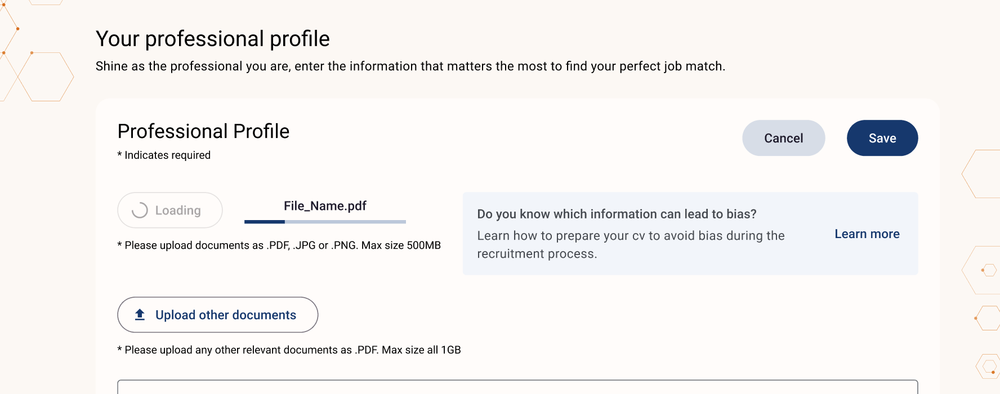 Your professional profile
Shine as the professional you are, enter the information that matters the most to find your perfect job match.
Professional Profile
* Indicates required
Cancel
Save
Loading
File_Name.pdf
* Please upload documents as .PDF, .JPG or .PNG. Max size 500MB
Do you know which information can lead to bias?
Learn how to prepare your cv to avoid bias during the
recruitment process.
Learn more
Upload other documents
* Please upload any other relevant documents as .PDF. Max size all 1GB